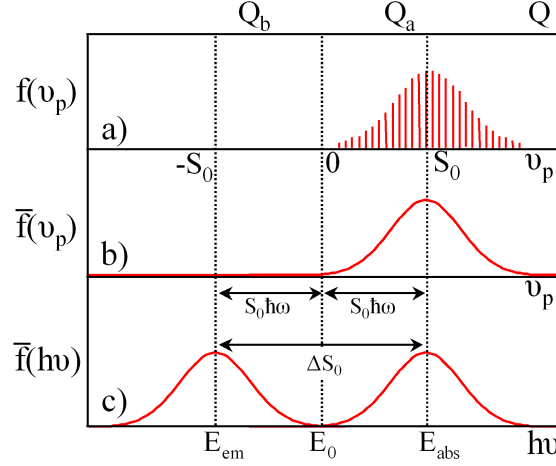 Q_b Q_a Q
f(υ_p)
a)
-S_0 0 S_0 υ_p
f̅(υ_p)
b)
υ_p
S_0ħω S_0ħω
f̅(hυ)
ΔS_0
c)
E_em E_0 E_abs hυ